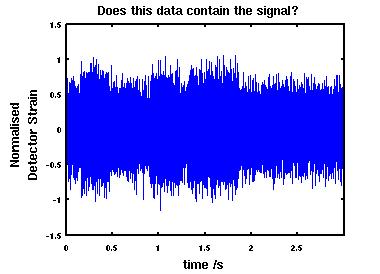 Does this data contain the signal?
1.5
1
0.5
0
-0.5
-1
-1.5
Normalised
Detector Strain
0 0.5 1 1.5 2 2.5
time /s